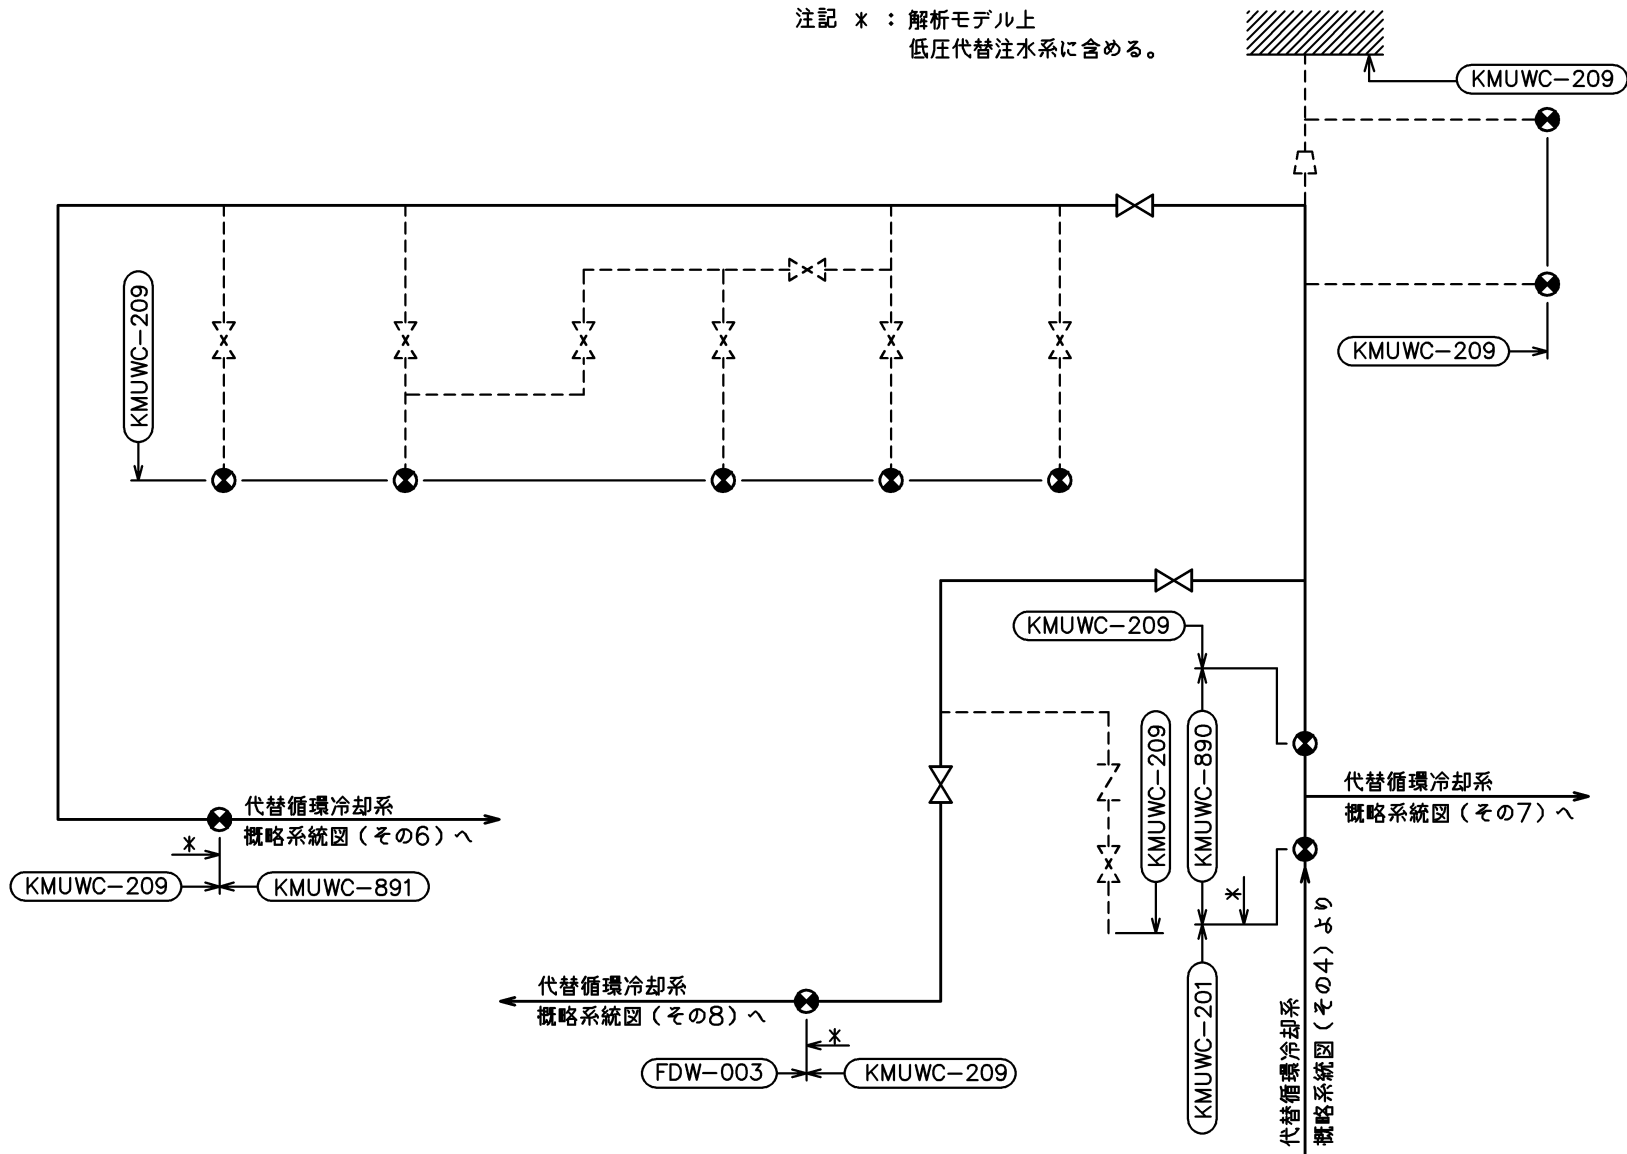 注記 * : 解析モデル上
低圧代替注水系に含める。
KMUWC-209
KMUWC-209
KMUWC-209
KMUWC-209
KMUWC-209
KMUWC-890
代替循環冷却系
概略系統図(その7)へ
代替循環冷却系
概略系統図(その6)へ
*
KMUWC-209
KMUWC-891
*
KMUWC-201
代替循環冷却系
概略系統図(その4)より
代替循環冷却系
概略系統図(その8)へ
*
FDW-003
KMUWC-209